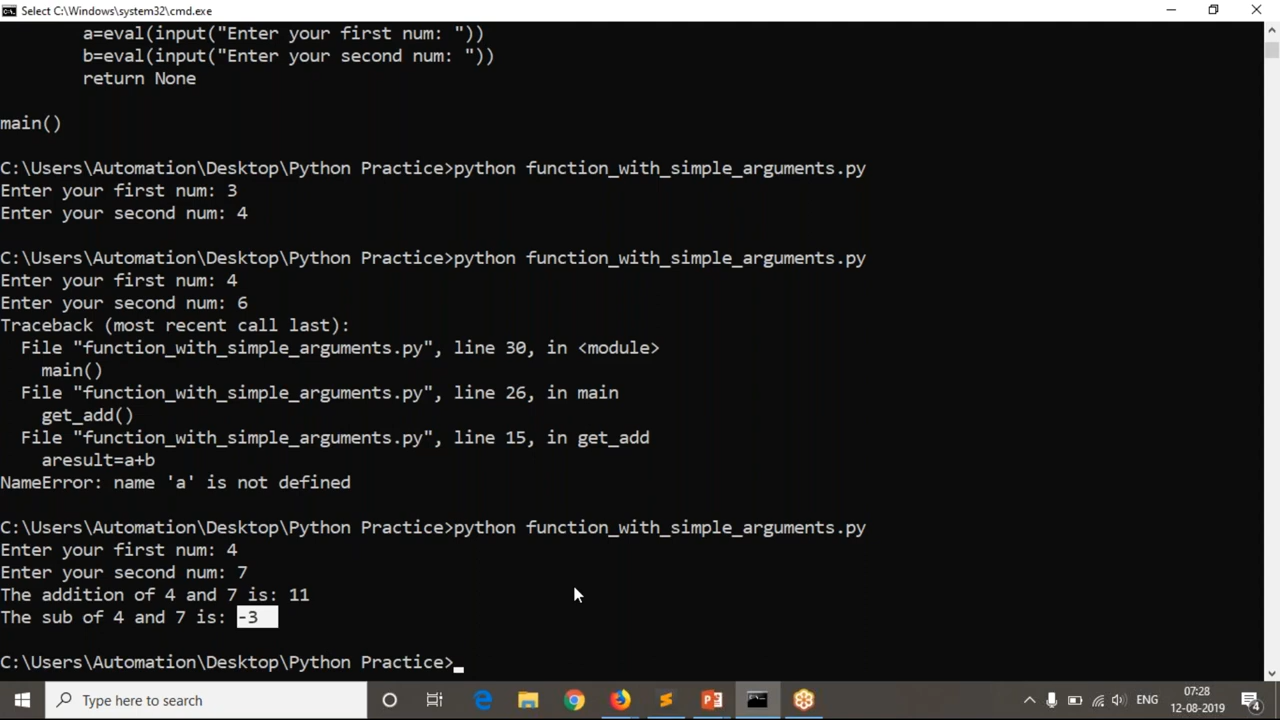 Select C:\Windows\system32\cmd.exe
a=eval(input("Enter your first num: "))
b=eval(input("Enter your second num: "))
return None
main()
C:\Users\Automation\Desktop\Python Practice>python function_with_simple_arguments.py
Enter your first num: 3
Enter your second num: 4
C:\Users\Automation\Desktop\Python Practice>python function_with_simple_arguments.py
Enter your first num: 4
Enter your second num: 6
Traceback (most recent call last):
File "function_with_simple_arguments.py", line 30, in <module>
main()
File "function_with_simple_arguments.py", line 26, in main
get_add()
File "function_with_simple_arguments.py", line 15, in get_add
aresult=a+b
NameError: name 'a' is not defined
C:\Users\Automation\Desktop\Python Practice>python function_with_simple_arguments.py
Enter your first num: 4
Enter your second num: 7
The addition of 4 and 7 is: 11
The sub of 4 and 7 is: -3
C:\Users\Automation\Desktop\Python Practice>
Type here to search
ENG
07:28
12-08-2019
4